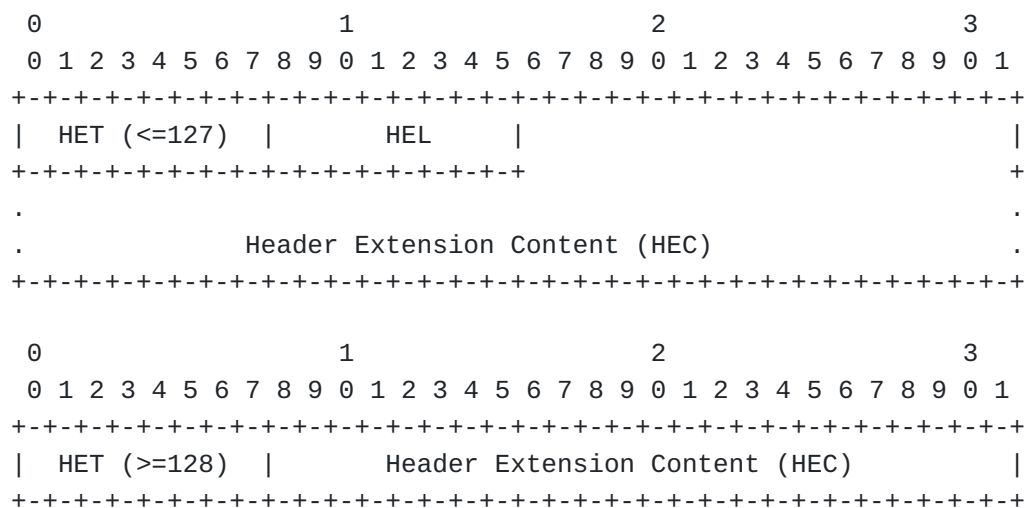 0                   1                   2                   3
 0 1 2 3 4 5 6 7 8 9 0 1 2 3 4 5 6 7 8 9 0 1 2 3 4 5 6 7 8 9 0 1
+-+-+-+-+-+-+-+-+-+-+-+-+-+-+-+-+-+-+-+-+-+-+-+-+-+-+-+-+-+-+-+-+
|  HET (<=127)  |       HEL     |                               |
+-+-+-+-+-+-+-+-+-+-+-+-+-+-+-+-+                               +
.                                                               .
.              Header Extension Content (HEC)                   .
+-+-+-+-+-+-+-+-+-+-+-+-+-+-+-+-+-+-+-+-+-+-+-+-+-+-+-+-+-+-+-+-+

 0                   1                   2                   3
 0 1 2 3 4 5 6 7 8 9 0 1 2 3 4 5 6 7 8 9 0 1 2 3 4 5 6 7 8 9 0 1
+-+-+-+-+-+-+-+-+-+-+-+-+-+-+-+-+-+-+-+-+-+-+-+-+-+-+-+-+-+-+-+-+
|  HET (>=128)  |       Header Extension Content (HEC)          |
+-+-+-+-+-+-+-+-+-+-+-+-+-+-+-+-+-+-+-+-+-+-+-+-+-+-+-+-+-+-+-+-+